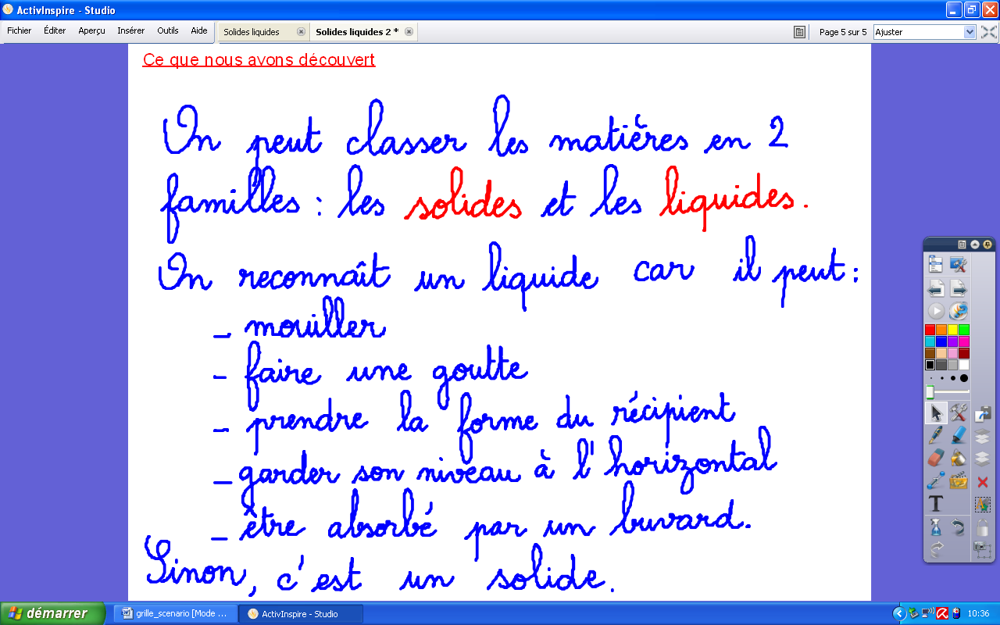 ActivInspire - Studio
Fichier Éditer Aperçu Insérer Outils Aide Solides liquides Solides liquides 2 * Page 5 sur 5 Ajuster
Ce que nous avons découvert
On peut classer les matières en 2
familles : les solides et les liquides.
On reconnaît un liquide car il peut :
- mouiller
- faire une goutte
- prendre la forme du récipient
- garder son niveau à l'horizontal
- être absorbé par un buvard.
Sinon, c'est un solide.
démarrer grille_scenario [Mode ... ActivInspire - Studio 10:36